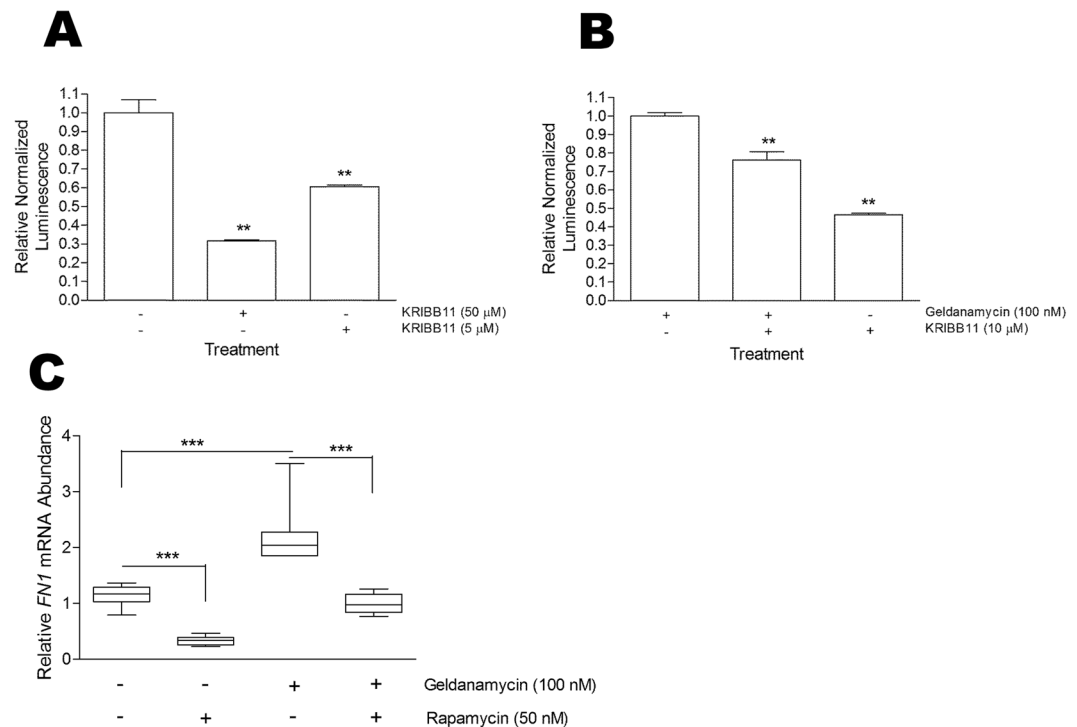 A
Relative Normalized
Luminescence
1.1
1.0
0.9
0.8
0.7
0.6
0.5
0.4
0.3
0.2
0.1
0.0
**
**
- + - KRIBB11 (50 µM)
- - + KRIBB11 (5 µM)
Treatment
B
Relative Normalized
Luminescence
1.1
1.0
0.9
0.8
0.7
0.6
0.5
0.4
0.3
0.2
0.1
0.0
**
**
+ + - Geldanamycin (100 nM)
- + + KRIBB11 (10 µM)
Treatment
C
Relative FN1 mRNA Abundance
4
3
2
1
0
***
***
***
- - + + Geldanamycin (100 nM)
- + - + Rapamycin (50 nM)